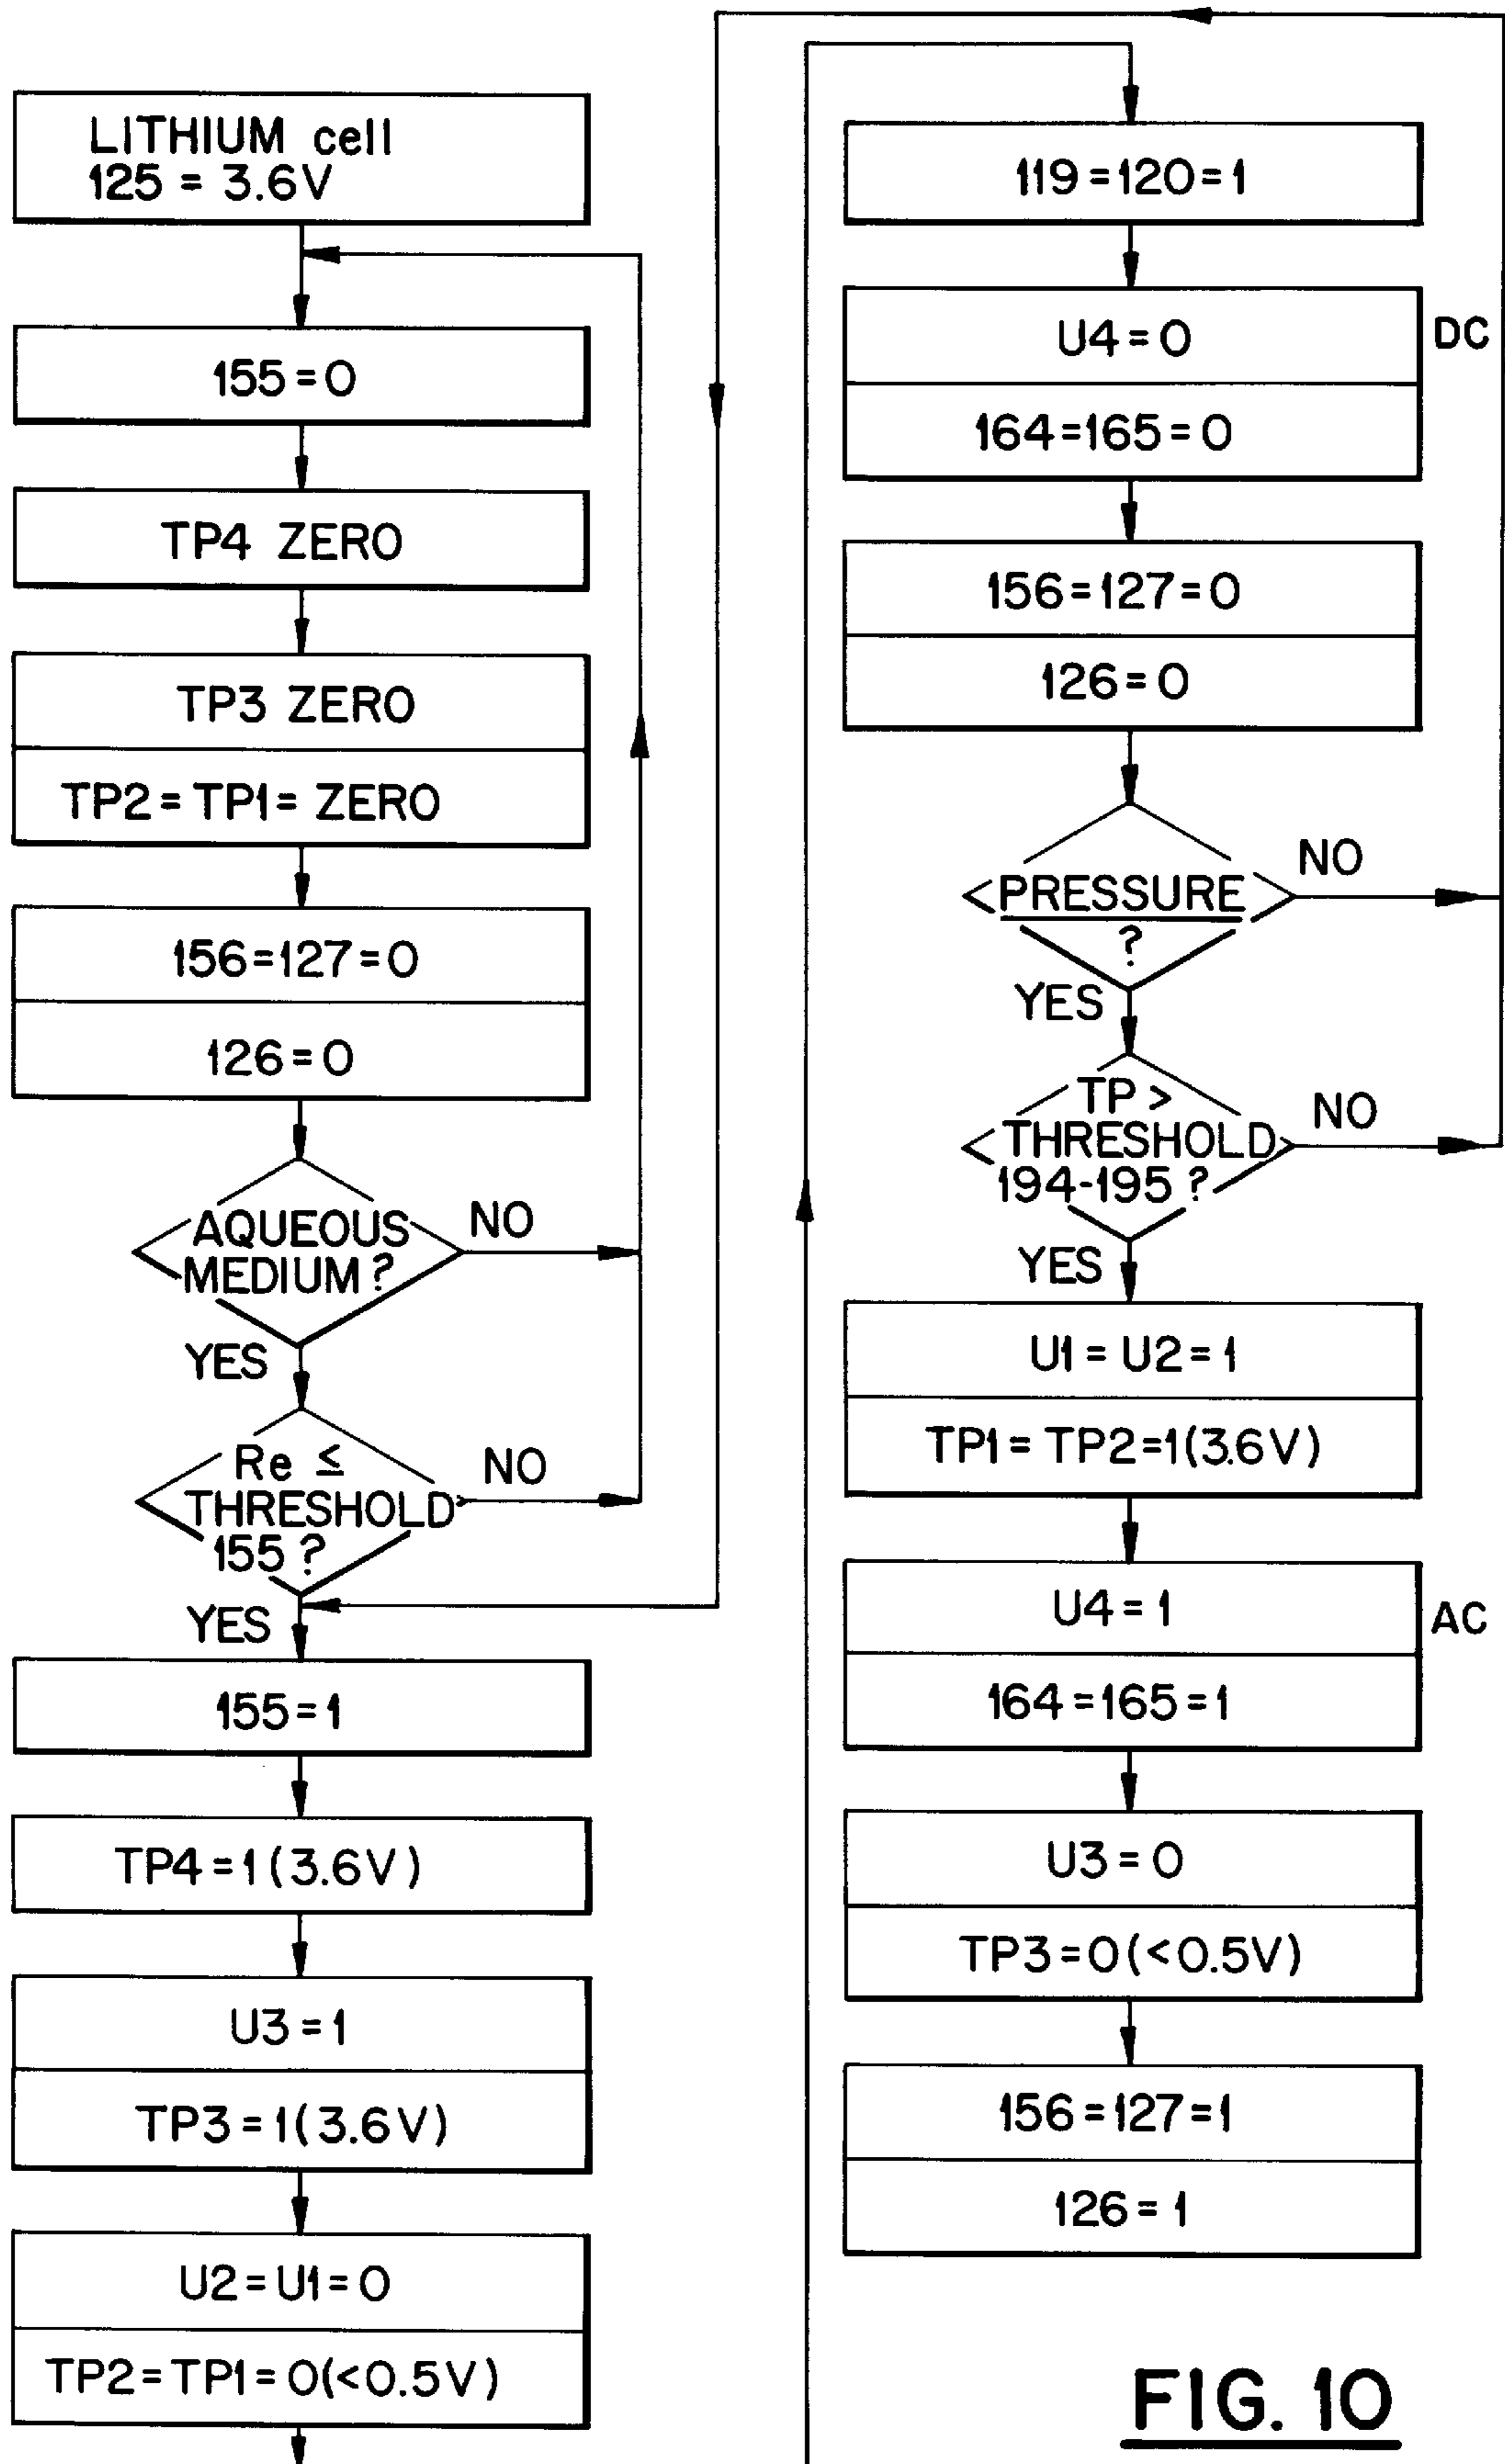 LITHIUM cell
125 = 3.6V
155=0
TP4 ZERO
TP3 ZERO
TP2=TP1= ZERO
156=127=0
126=0
AQUEOUS
MEDIUM?
NO
YES
Re ≤
THRESHOLD
155?
NO
YES
155=1
TP4=1(3.6V)
U3=1
TP3=1(3.6V)
U2=U1=0
TP2=TP1=0(<0.5V)
119=120=1
U4=0
DC
164=165=0
156=127=0
126=0
PRESSURE
?
NO
YES
TP >
THRESHOLD
194-195?
NO
YES
U1=U2=1
TP1=TP2=1(3.6V)
U4=1
AC
164=165=1
U3=0
TP3=0(<0.5V)
156=127=1
126=1
FIG. 10